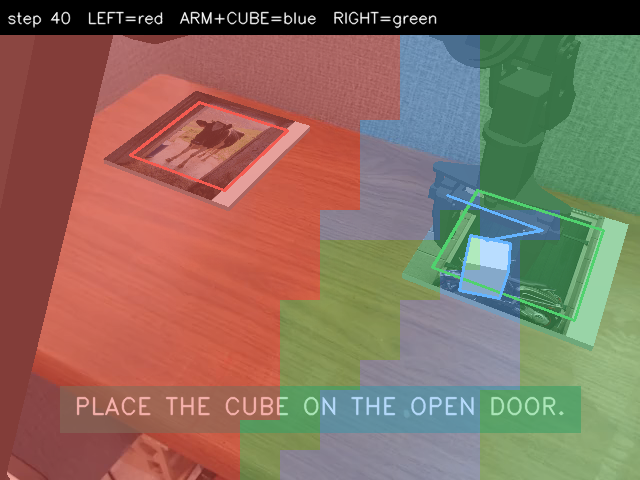 step 40 LEFT=red ARM+CUBE=blue RIGHT=green
PLACE THE CUBE ON THE OPEN DOOR.